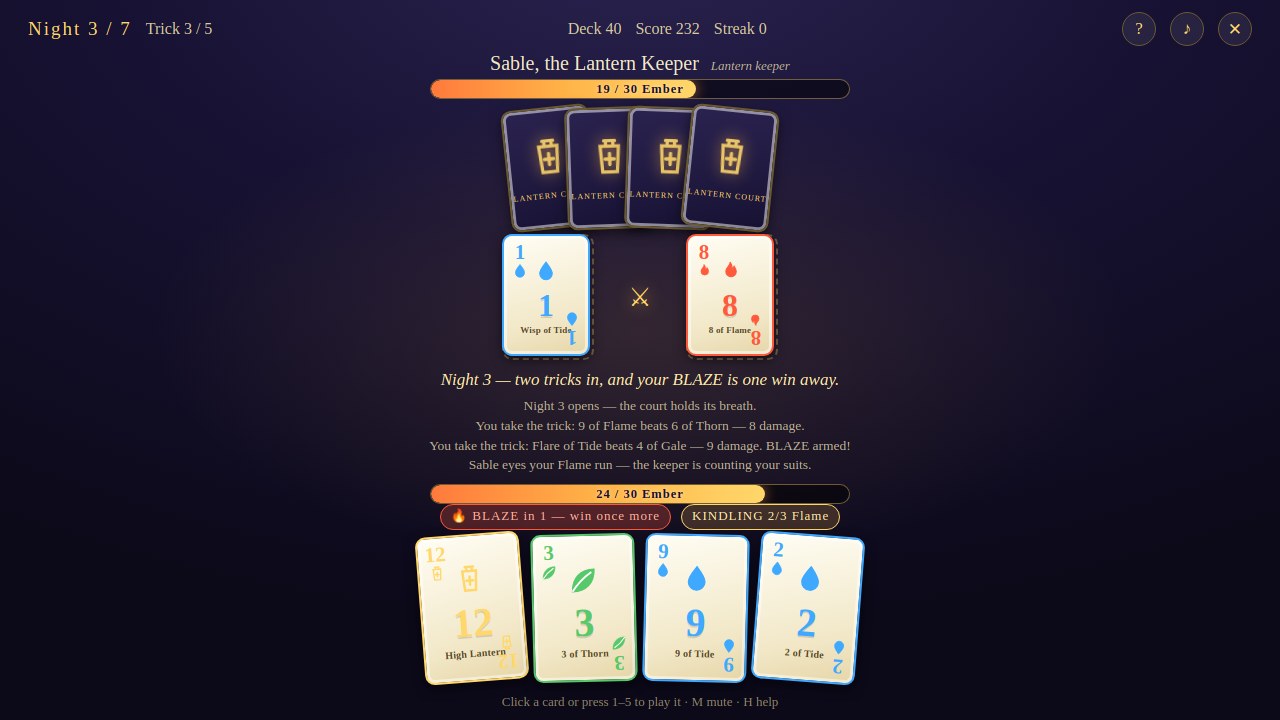 Night 3 / 7 Trick 3 / 5 Deck 40 Score 232 Streak 0 ? ♪ ✕
Sable, the Lantern Keeper Lantern keeper
19 / 30 Ember
LANTERN C LANTERN C LANTERN C LANTERN COURT
1 8
1 8
Wisp of Tide 8 of Flame
1 8
Night 3 — two tricks in, and your BLAZE is one win away.
Night 3 opens — the court holds its breath.
You take the trick: 9 of Flame beats 6 of Thorn — 8 damage.
You take the trick: Flare of Tide beats 4 of Gale — 9 damage. BLAZE armed!
Sable eyes your Flame run — the keeper is counting your suits.
24 / 30 Ember
🔥 BLAZE in 1 — win once more KINDLING 2/3 Flame
12 3 9 2
12 3 9 2
High Lantern 3 of Thorn 9 of Tide 2 of Tide
12 3 9 2
Click a card or press 1–5 to play it · M mute · H help